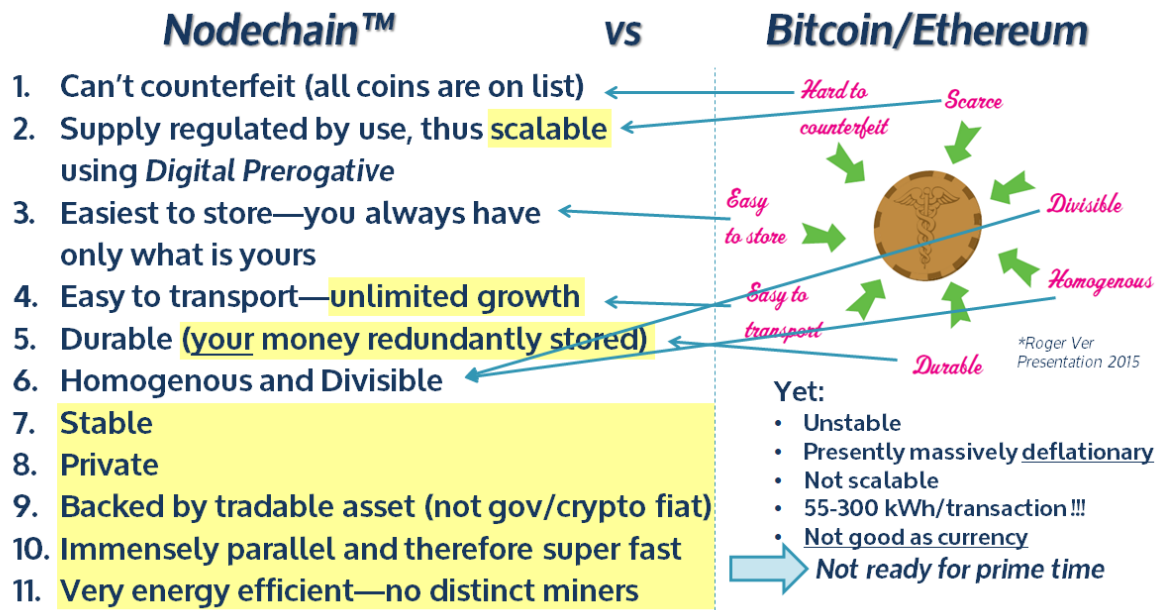 Nodechain™ vs Bitcoin/Ethereum
1. Can't counterfeit (all coins are on list)
2. Supply regulated by use, thus scalable
using Digital Prerogative
3. Easiest to store—you always have
only what is yours
4. Easy to transport—unlimited growth
5. Durable (your money redundantly stored)
6. Homogenous and Divisible
7. Stable
8. Private
9. Backed by tradable asset (not gov/crypto fiat)
10. Immensely parallel and therefore super fast
11. Very energy efficient—no distinct miners
Hard to
counterfeit
Scarce
Easy
to store
Divisible
Homogenous
Easy to
transport
Durable
*Roger Ver
Presentation 2015
Yet:
• Unstable
• Presently massively deflationary
• Not scalable
• 55-300 kWh/transaction !!!
• Not good as currency
Not ready for prime time